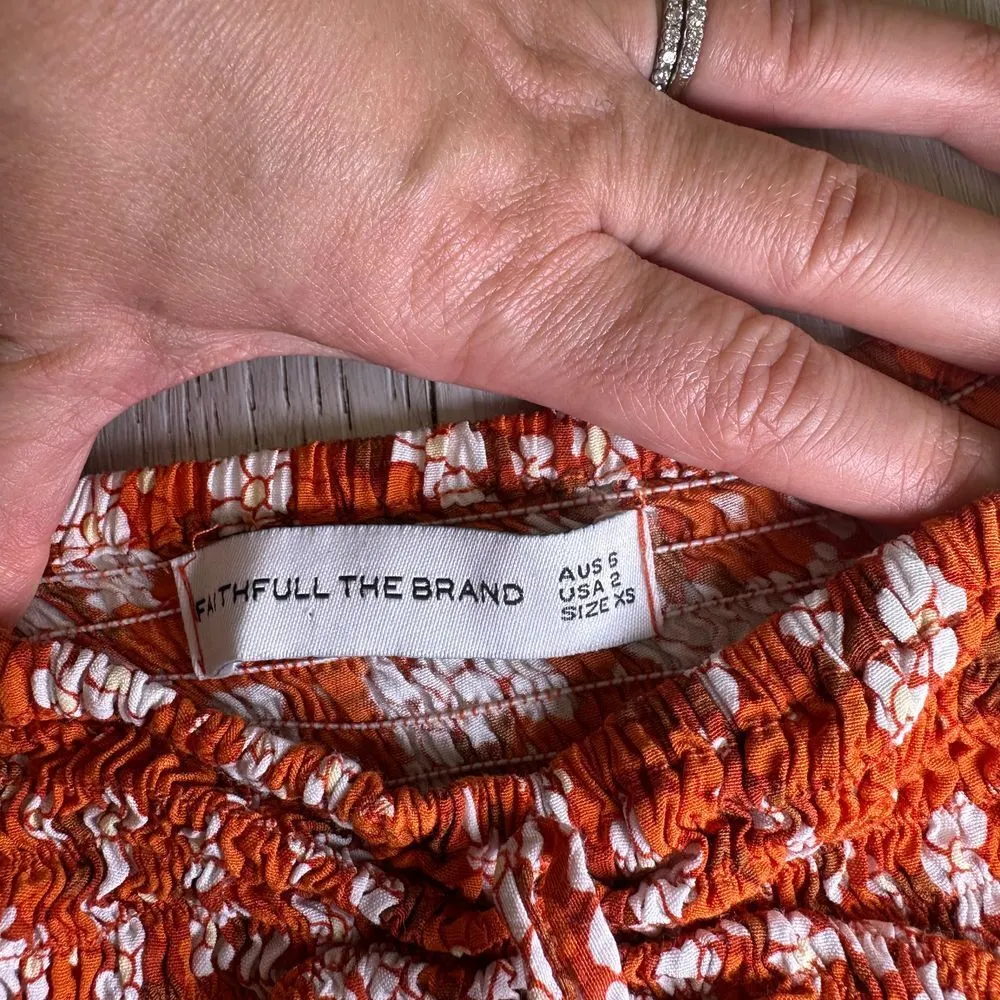 FAITHFULL THE BRAND
AUS 6
USA 2
SIZE XS